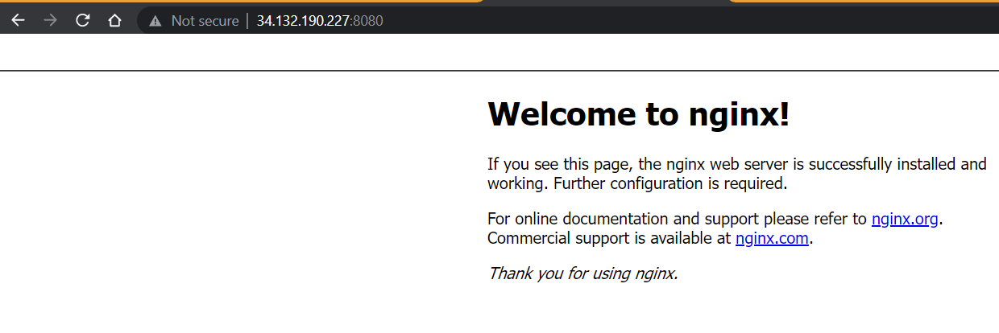 Not secure | 34.132.190.227:8080
Welcome to nginx!
If you see this page, the nginx web server is successfully installed and
working. Further configuration is required.
For online documentation and support please refer to nginx.org.
Commercial support is available at nginx.com.
Thank you for using nginx.